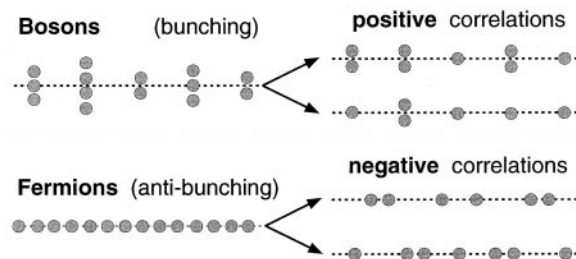 Bosons (bunching)
positive correlations
Fermions (anti-bunching)
negative correlations